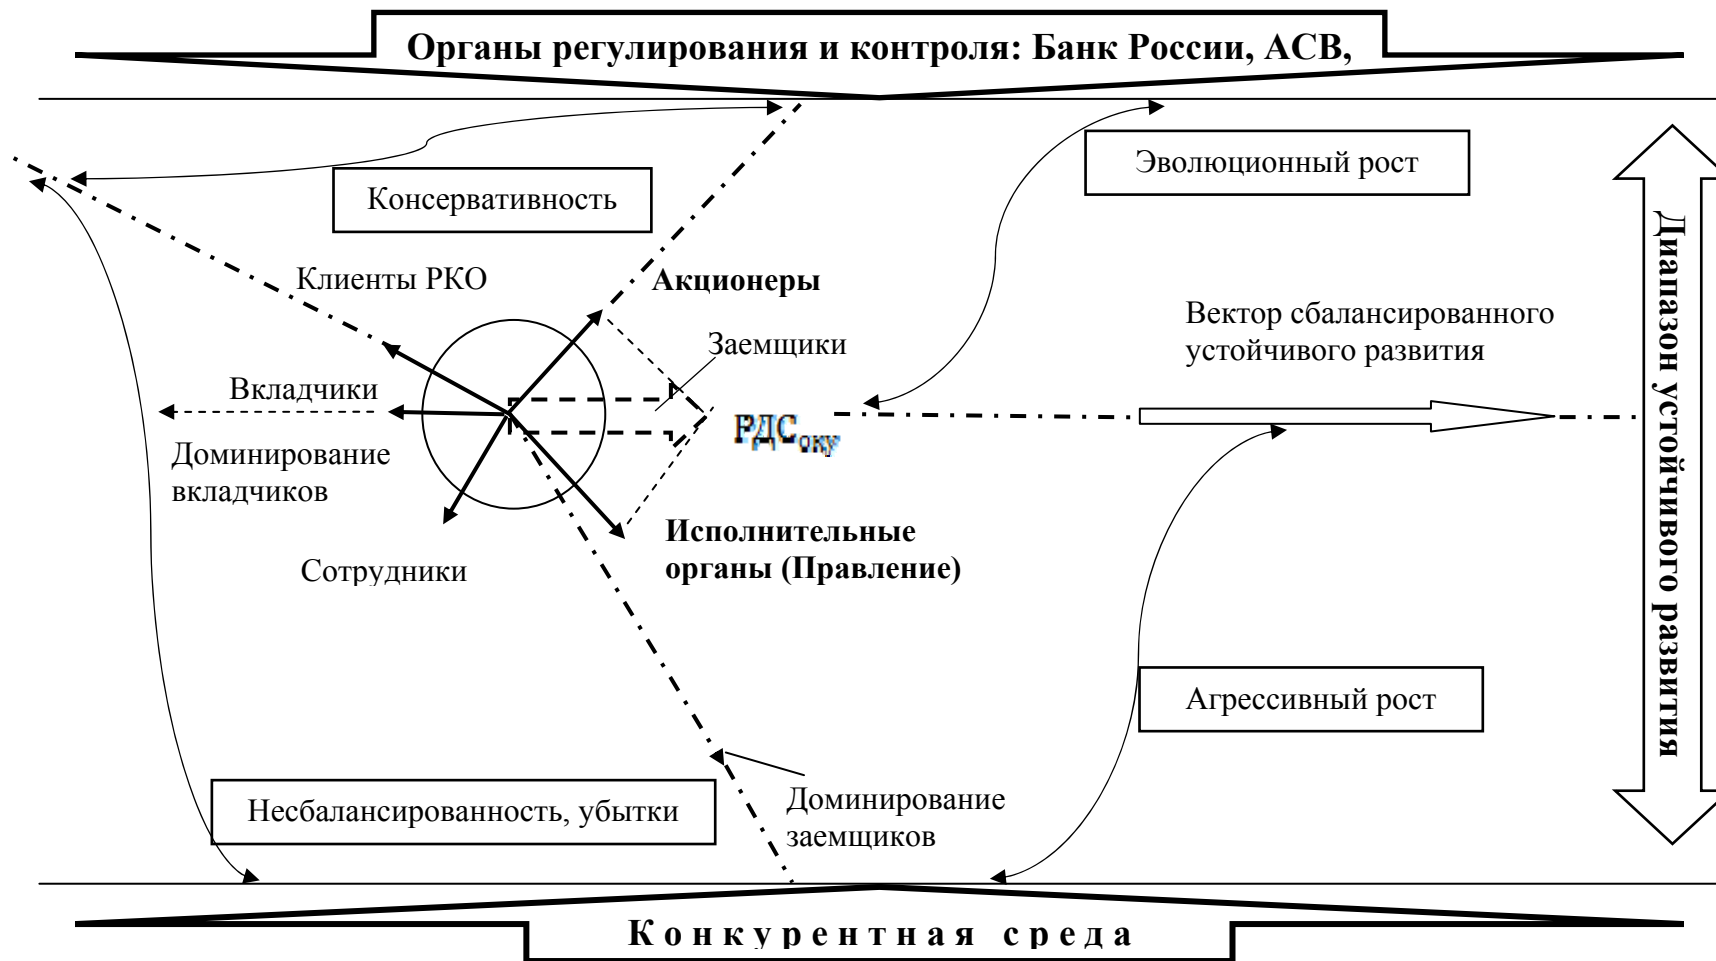 Органы регулирования и контроля: Банк России, АСВ,
Эволюционный рост
Консервативность
Клиенты РКО
Акционеры
Заемщики
Вектор сбалансированного
устойчивого развития
Вкладчики
РДСоку
Доминирование
вкладчиков
Исполнительные
органы (Правление)
Сотрудники
Агрессивный рост
Диапазон устойчивого развития
Несбалансированность, убытки
Доминирование
заемщиков
Конкурентная среда